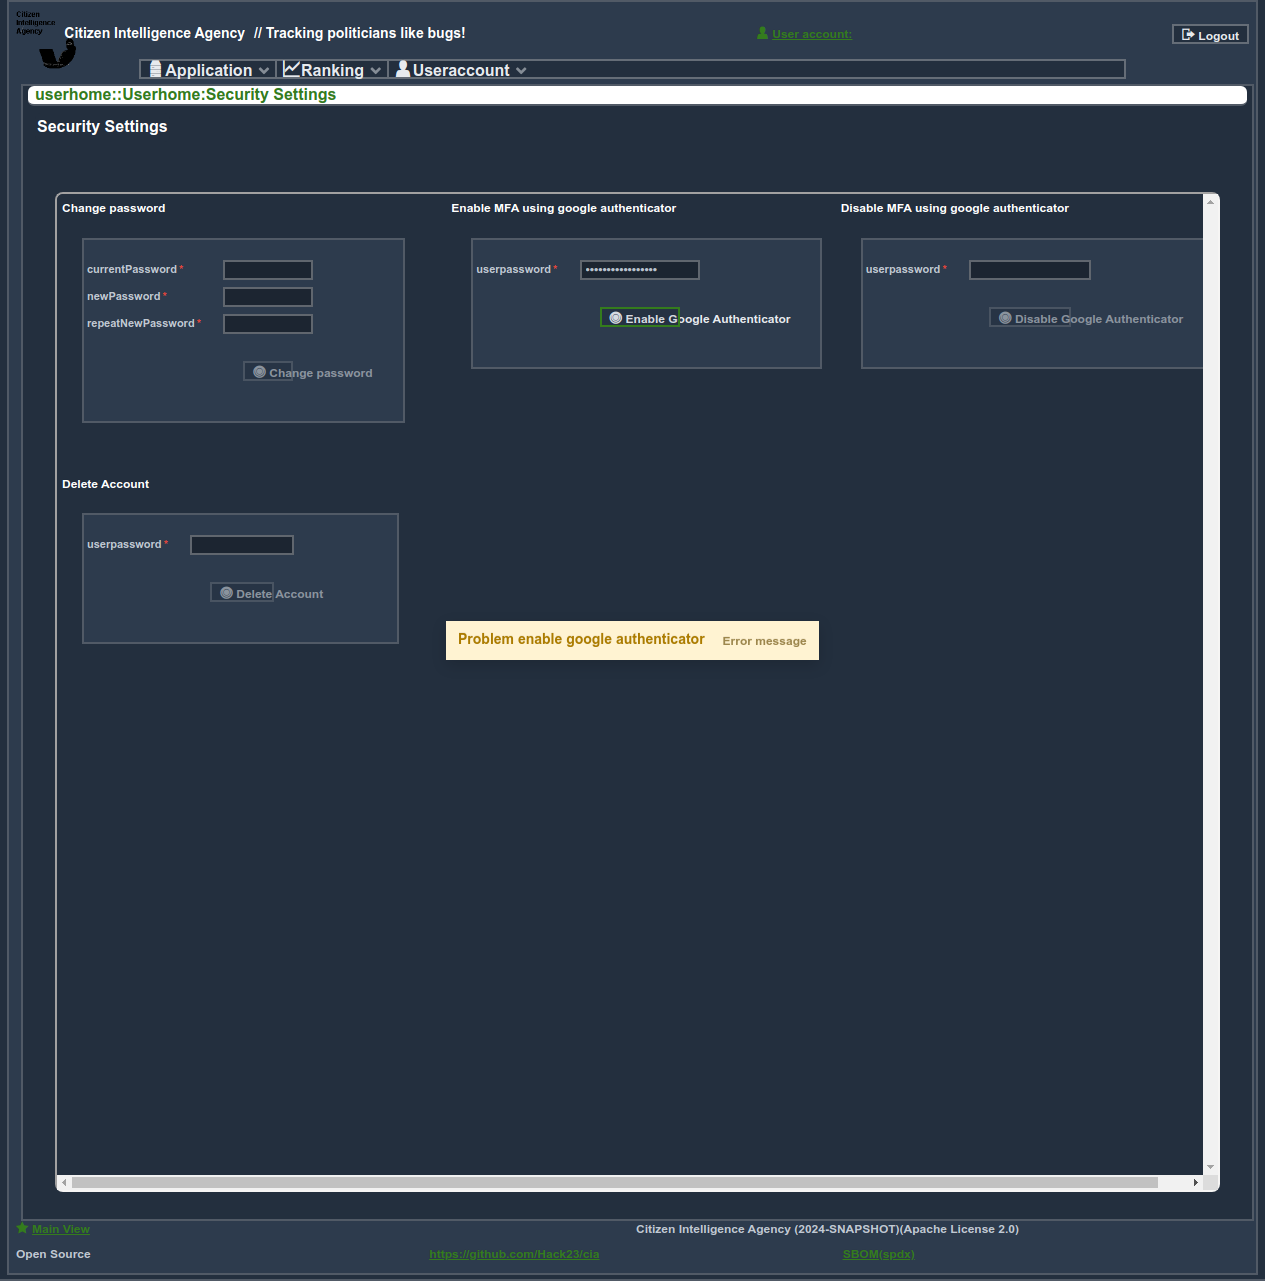 Citizen
Intelligence
Agency
Citizen Intelligence Agency // Tracking politicians like bugs!
User account:
Logout
Application
Ranking
Useraccount
userhome::Userhome:Security Settings
Security Settings
Change password
Enable MFA using google authenticator
Disable MFA using google authenticator
currentPassword *
newPassword *
repeatNewPassword *
Change password
userpassword * •••••••••••••••••
Enable Google Authenticator
userpassword *
Disable Google Authenticator
Delete Account
userpassword *
Delete Account
Problem enable google authenticator Error message
Main View
Citizen Intelligence Agency (2024-SNAPSHOT)(Apache License 2.0)
Open Source
https://github.com/Hack23/cia
SBOM(spdx)